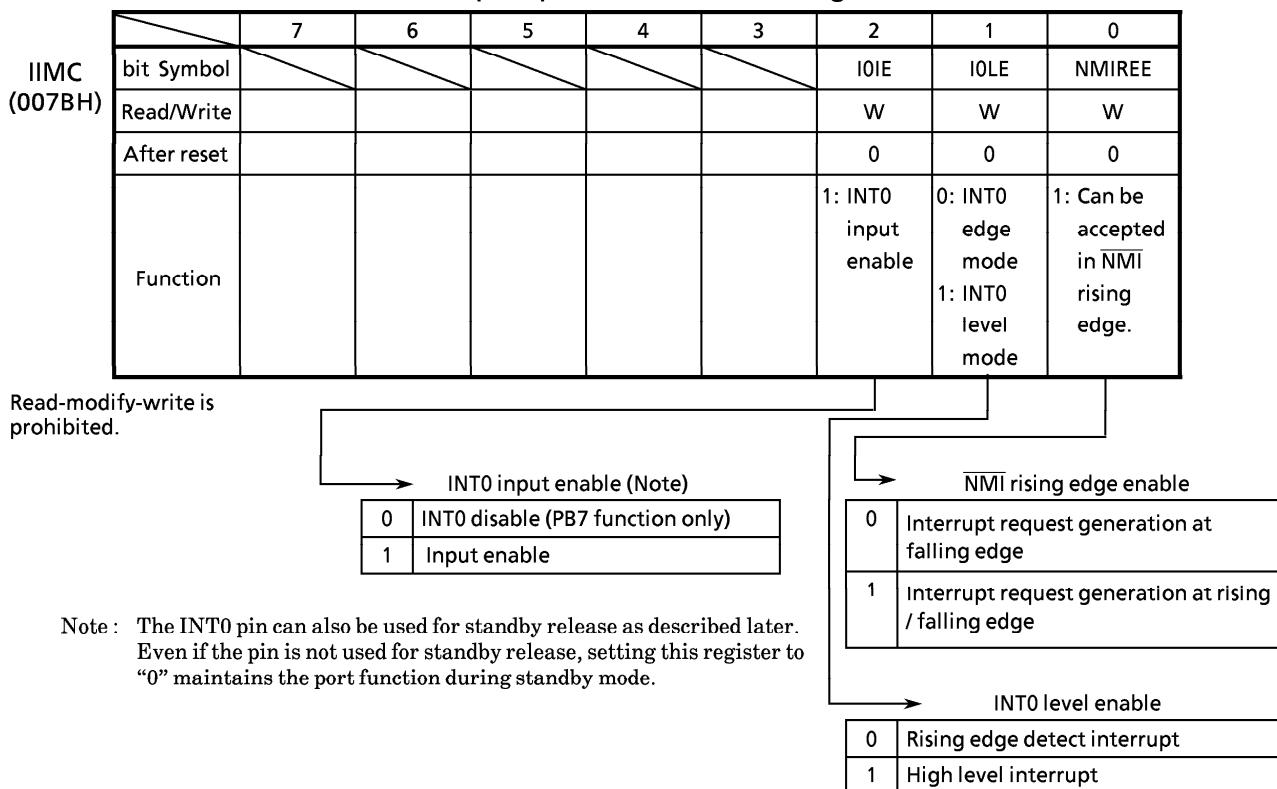 7 6 5 4 3 2 1 0
IIMC
(007BH)
bit Symbol I0IE I0LE NMIREE
Read/Write W W W
After reset 0 0 0
Function
1: INT0
input
enable
0: INT0
edge
mode
1: INT0
level
mode
1: Can be
accepted
in NMI
rising
edge.
Read-modify-write is
prohibited.
INT0 input enable (Note)
0 INT0 disable (PB7 function only)
1 Input enable
NMI rising edge enable
0 Interrupt request generation at
falling edge
1 Interrupt request generation at rising
/ falling edge
Note : The INT0 pin can also be used for standby release as described later.
Even if the pin is not used for standby release, setting this register to
“0” maintains the port function during standby mode.
INT0 level enable
0 Rising edge detect interrupt
1 High level interrupt